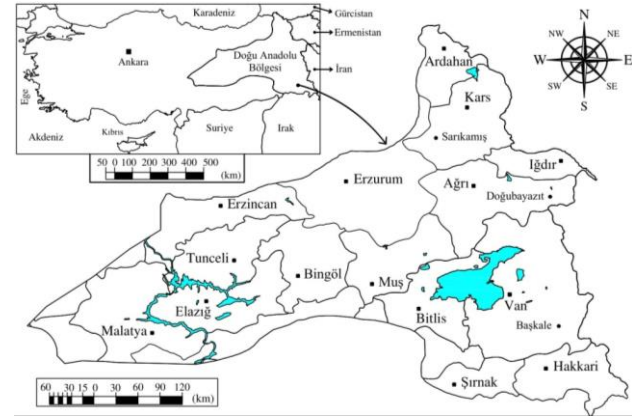 Karadeniz
Gürcistan
Ermenistan
Ankara
Doğu Anadolu
Bölgesi
İran
Ege
Akdeniz
Kıbrıs
Suriye
Irak
50 0 100 200 300 400 500
(km)
N
NW NE
W E
SW SE
S
Ardahan
Kars
Sarıkamış
Iğdır
Erzurum
Ağrı
Doğubayazıt
Erzincan
Tunceli
Bingöl
Muş
Elazığ
Van
Bitlis
Malatya
Başkale
Hakkari
Şırnak
60 30 15 0 30 60 90 120
(km)